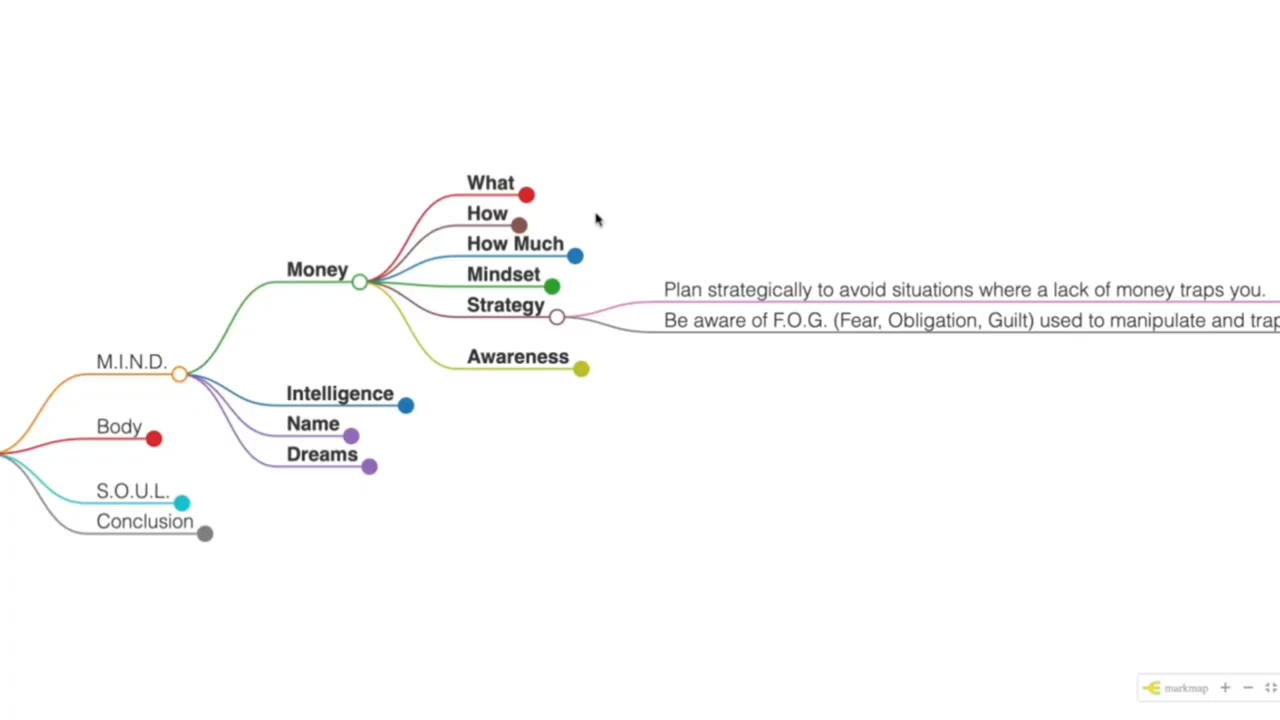 What
How
How Much
Mindset
Strategy
Awareness
Money
Plan strategically to avoid situations where a lack of money traps you.
Be aware of F.O.G. (Fear, Obligation, Guilt) used to manipulate and
M.I.N.D.
Intelligence
Name
Dreams
Body
S.O.U.L.
Conclusion
markmap